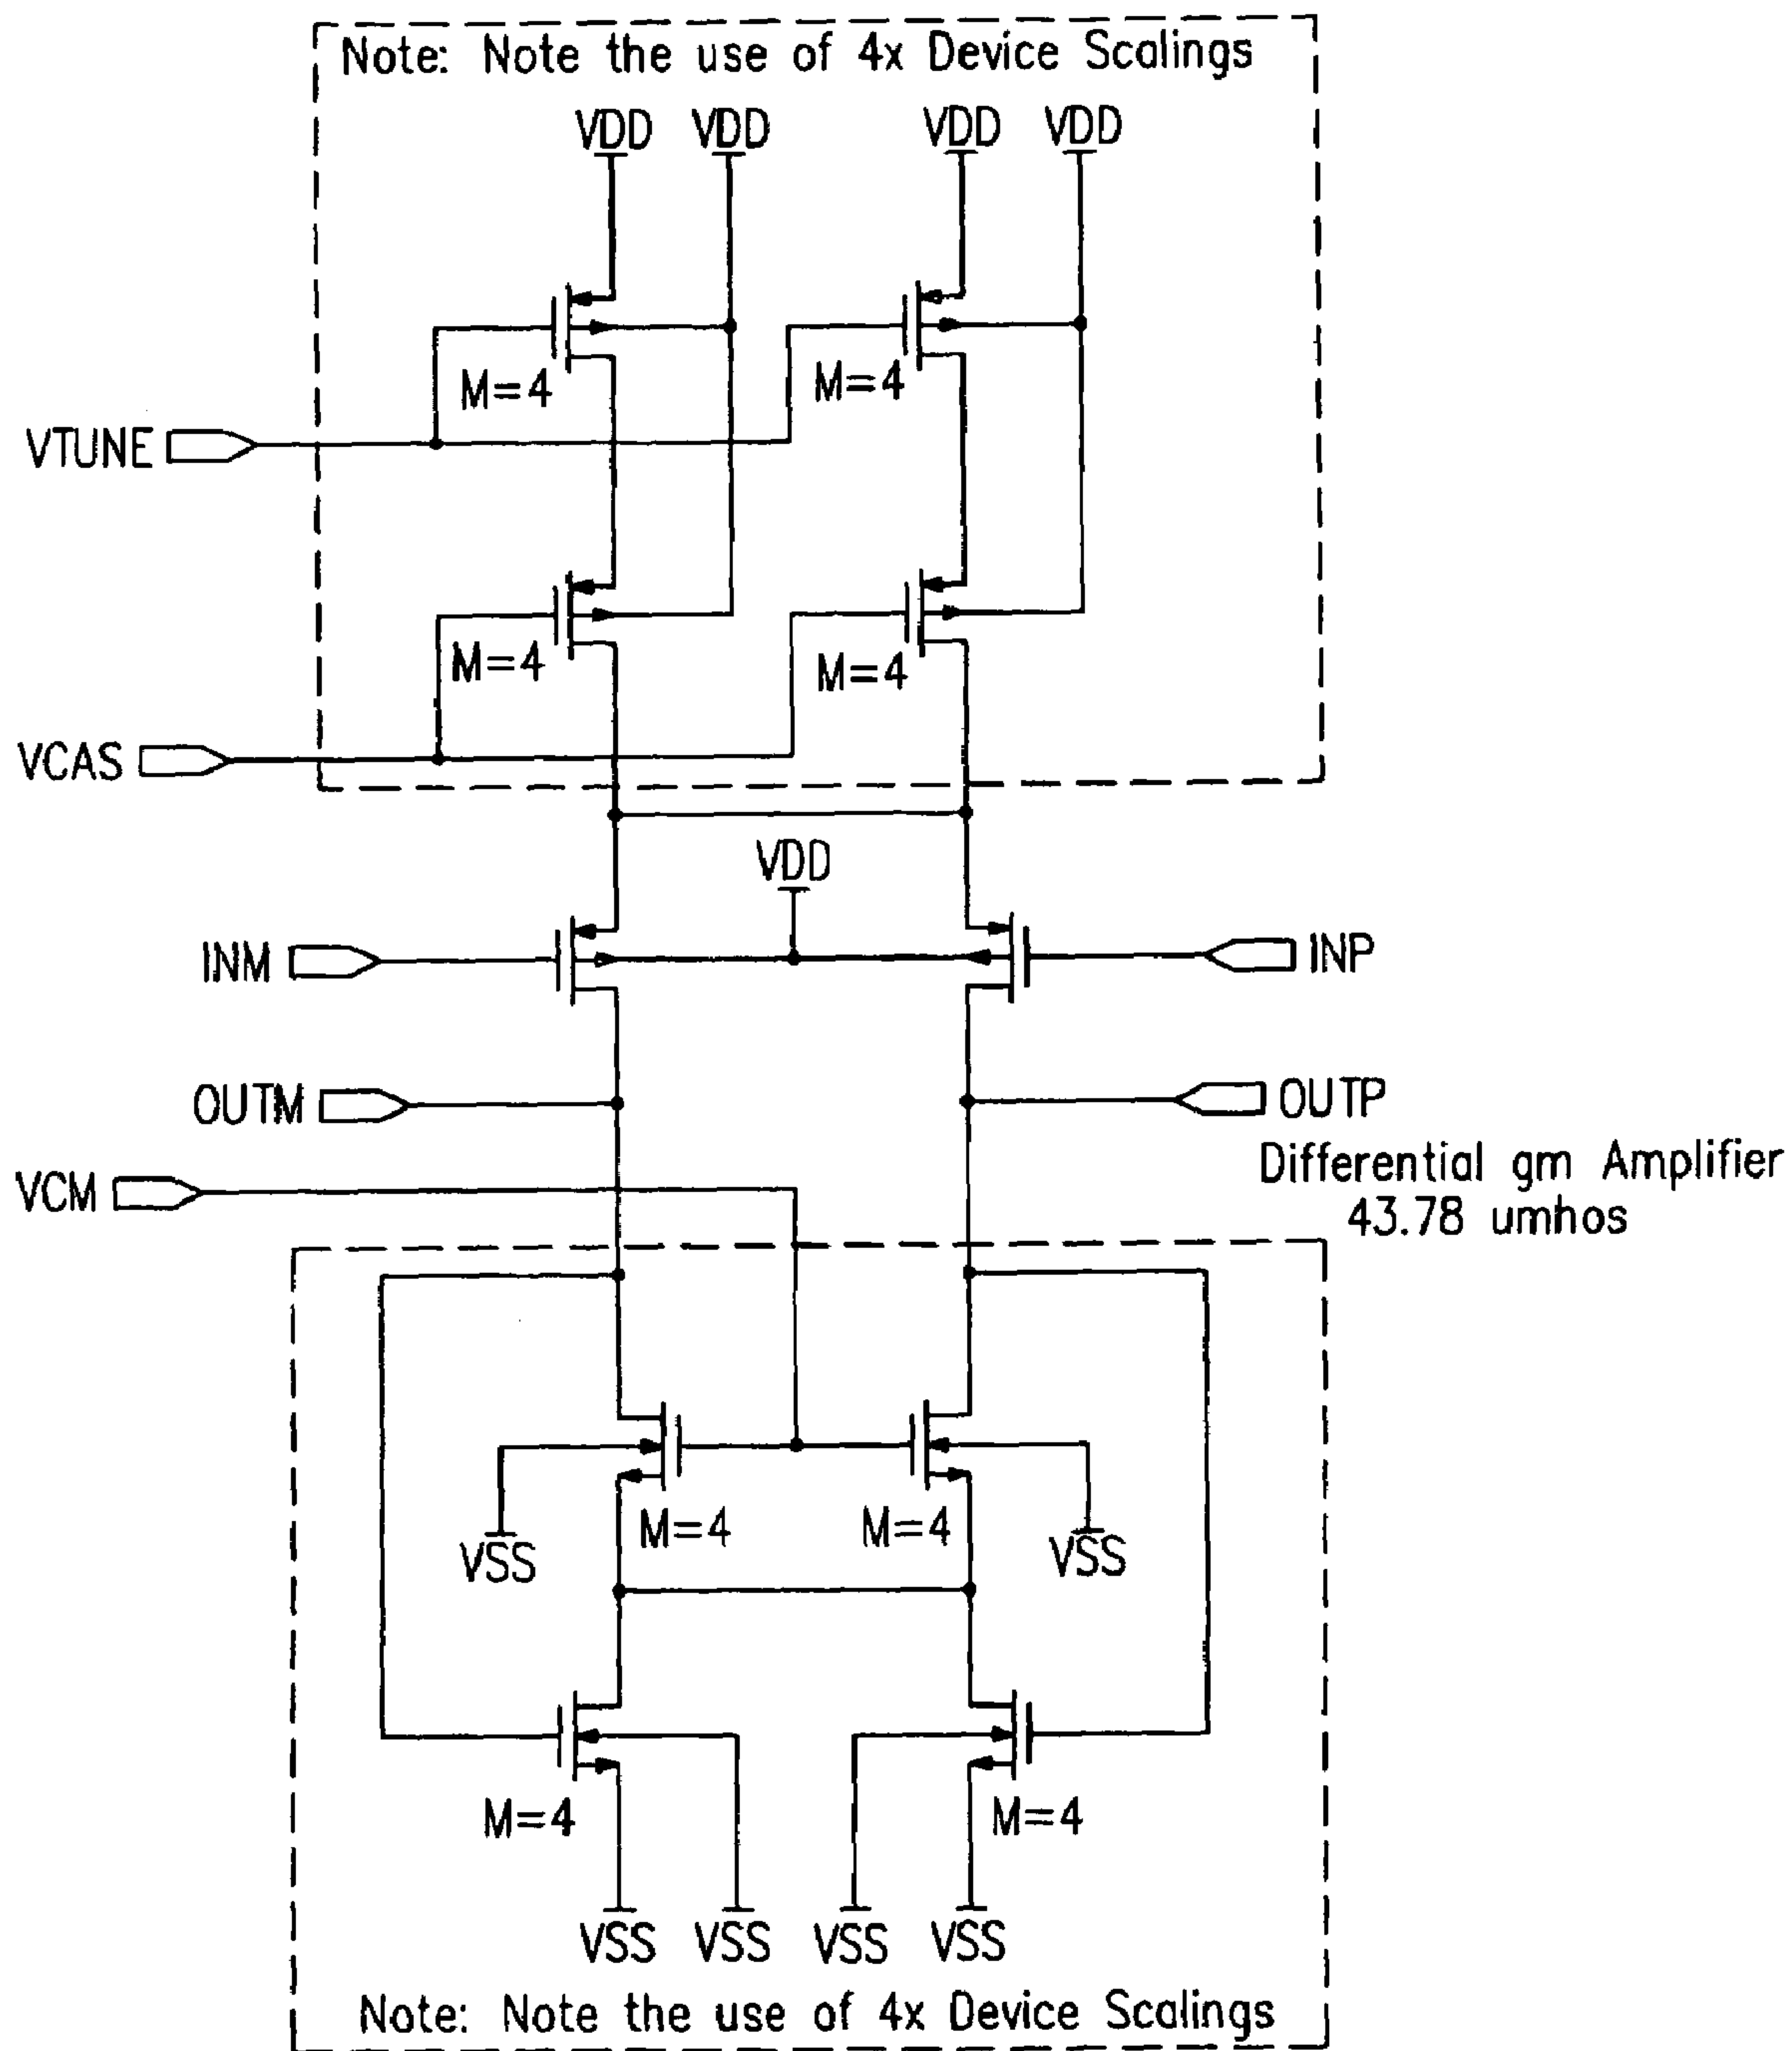 Note: Note the use of 4x Device Scalings
VDD VDD VDD VDD
M=4 M=4
VTUNE
M=4 M=4
VCAS
VDD
INM INP
OUTM OUTP
Differential gm Amplifier
43.78 umhos
VCM
M=4 M=4
VSS VSS
M=4 M=4
VSS VSS VSS VSS
Note: Note the use of 4x Device Scalings